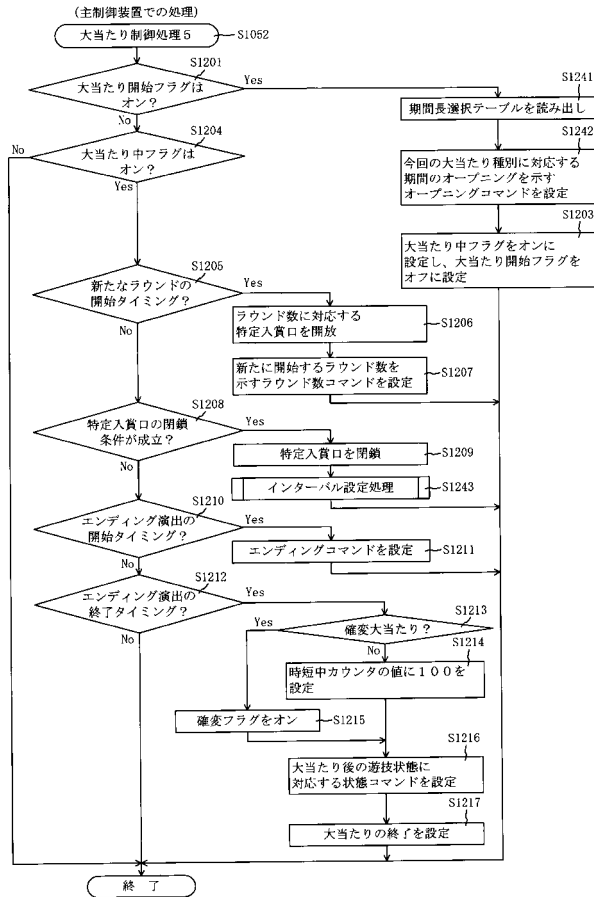 (主制御装置での処理)
大当たり制御処理5
S1052
S1201
大当たり開始フラグは
オン?
Yes
No
S1241
期間長選択テーブルを読み出し
S1242
今回の大当たり種別に対応する
期間のオープニングを示す
オープニングコマンドを設定
S1203
大当たり中フラグをオンに
設定し、大当たり開始フラグを
オフに設定
S1204
大当たり中フラグは
オン?
No
Yes
S1205
新たなラウンドの
開始タイミング?
Yes
No
ラウンド数に対応する
特定入賞口を開放
S1206
新たに開始するラウンド数を
示すラウンド数コマンドを設定
S1207
S1208
特定入賞口の閉鎖
条件が成立?
Yes
No
特定入賞口を閉鎖
S1209
インターバル設定処理
S1243
S1210
エンディング演出の
開始タイミング?
Yes
No
エンディングコマンドを設定
S1211
S1212
エンディング演出の
終了タイミング?
Yes
No
S1213
確変大当たり?
Yes
No
S1214
時短中カウンタの値に100を
設定
確変フラグをオン
S1215
S1216
大当たり後の遊技状態に
対応する状態コマンドを設定
S1217
大当たりの終了を設定
終 了